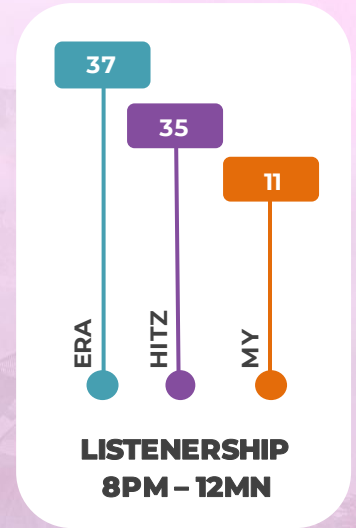 37
35
11
ERA
HITZ
MY
LISTENERSHIP
8PM – 12MN